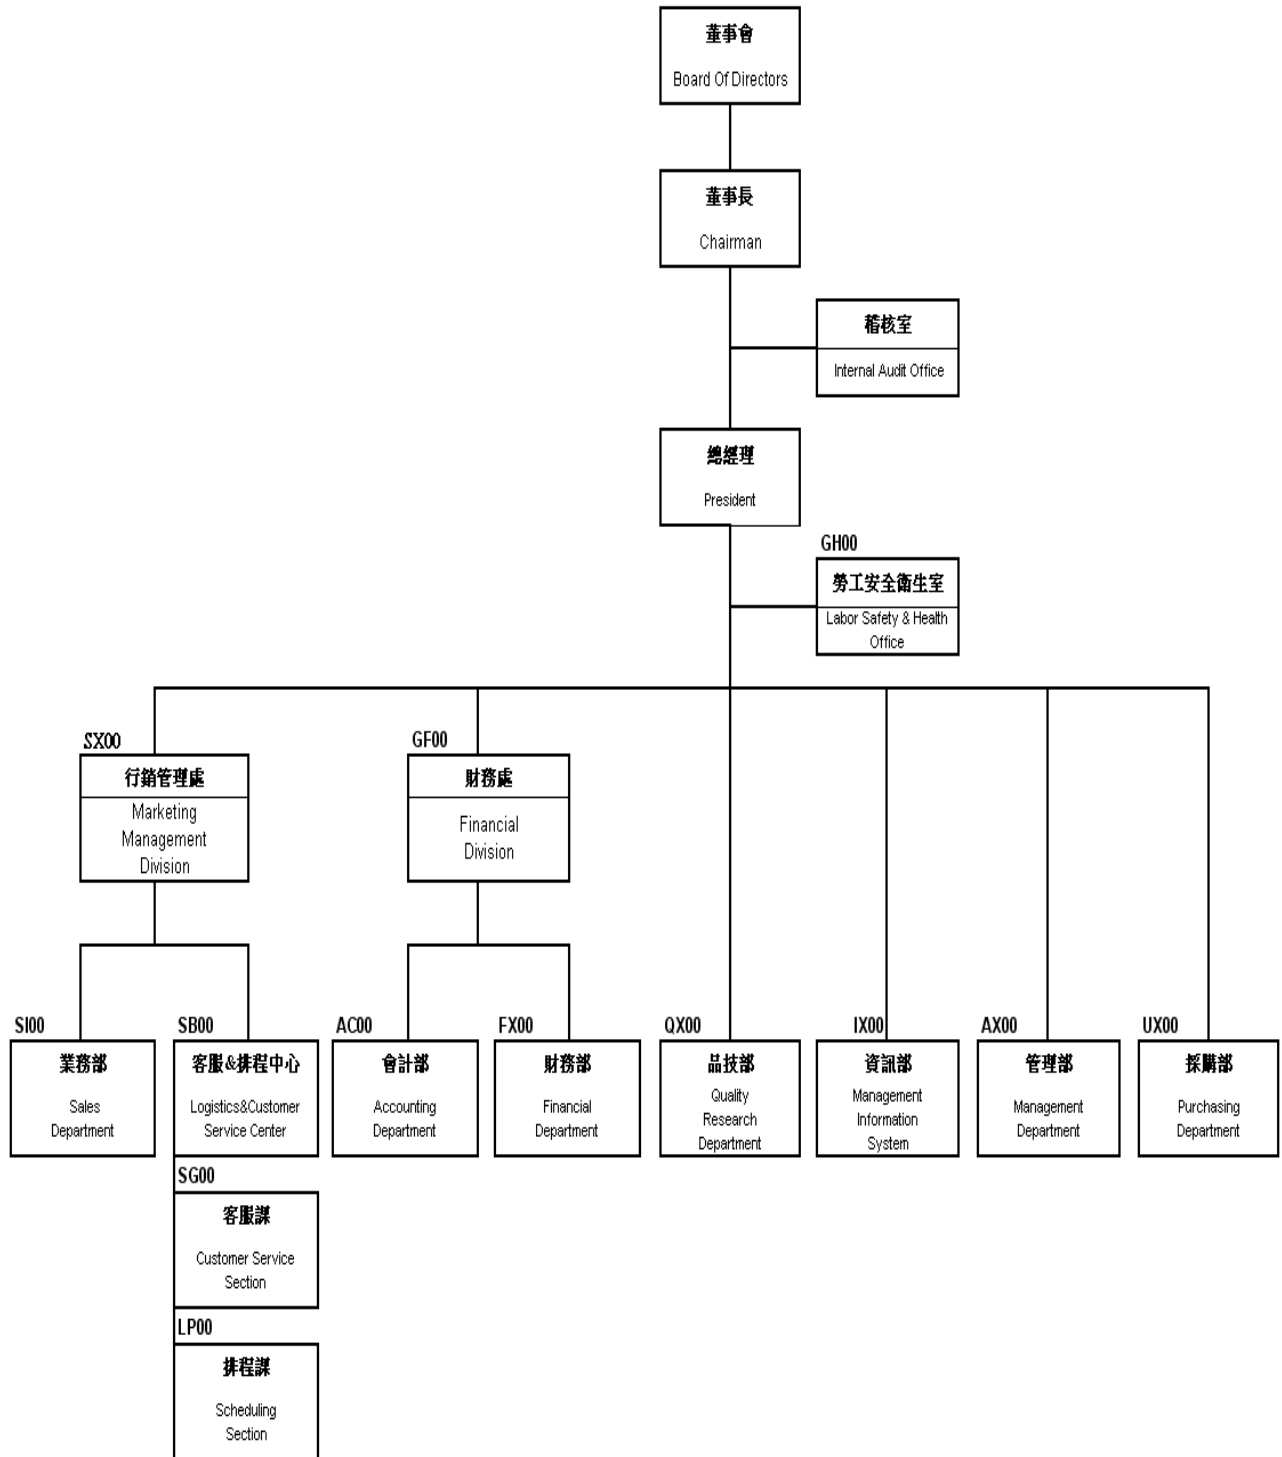 董事會
Board Of Directors
董事長
Chairman
稽核室
Internal Audit Office
總經理
President
GH00
勞工安全衛生室
Labor Safety & Health
Office
SX00
行銷管理處
Marketing
Management
Division
GF00
財務處
Financial
Division
SI00
業務部
Sales
Department
SB00
客服&排程中心
Logistics&Customer
Service Center
AC00
會計部
Accounting
Department
FX00
財務部
Financial
Department
QX00
品技部
Quality
Research
Department
IX00
資訊部
Management
Information
System
AX00
管理部
Management
Department
UX00
採購部
Purchasing
Department
SG00
客服課
Customer Service
Section
LP00
排程課
Scheduling
Section